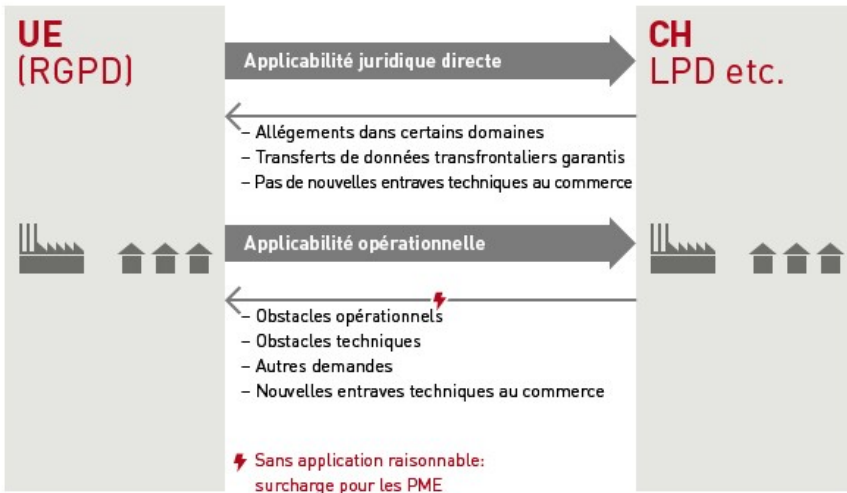 UE
(RGPD)
CH
LPD etc.
Applicabilité juridique directe
– Allégements dans certains domaines
– Transferts de données transfrontaliers garantis
– Pas de nouvelles entraves techniques au commerce
Applicabilité opérationnelle
– Obstacles opérationnels
– Obstacles techniques
– Autres demandes
– Nouvelles entraves techniques au commerce
Sans application raisonnable:
surcharge pour les PME